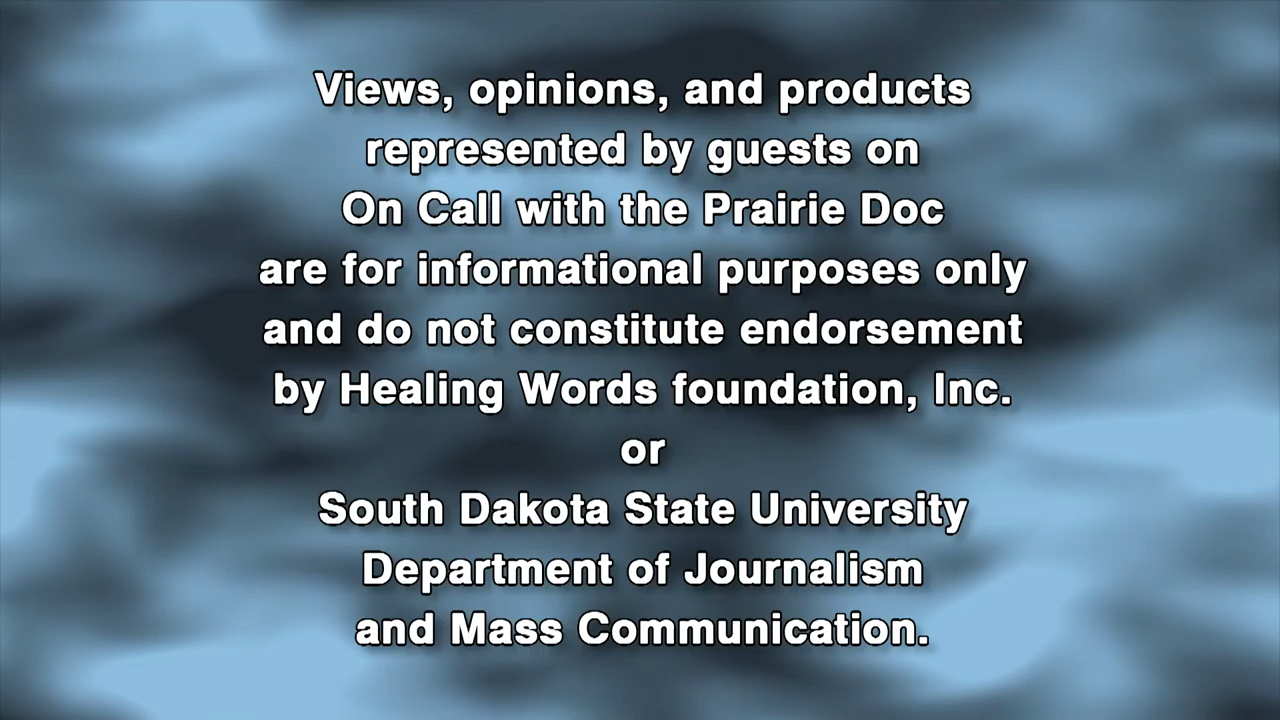 Views, opinions, and products
represented by guests on
On Call with the Prairie Doc
are for informational purposes only
and do not constitute endorsement
by Healing Words foundation, Inc.
or
South Dakota State University
Department of Journalism
and Mass Communication.